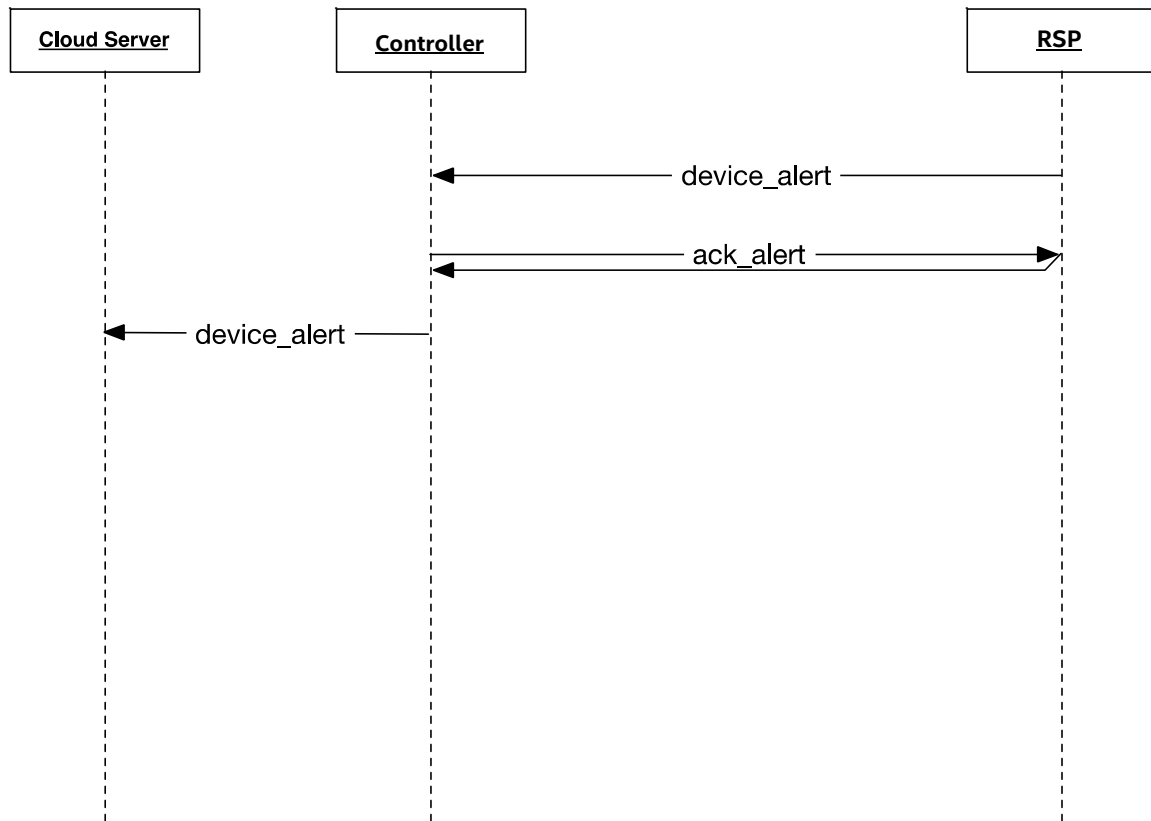 Cloud Server
Controller
RSP
device_alert
ack_alert
device_alert